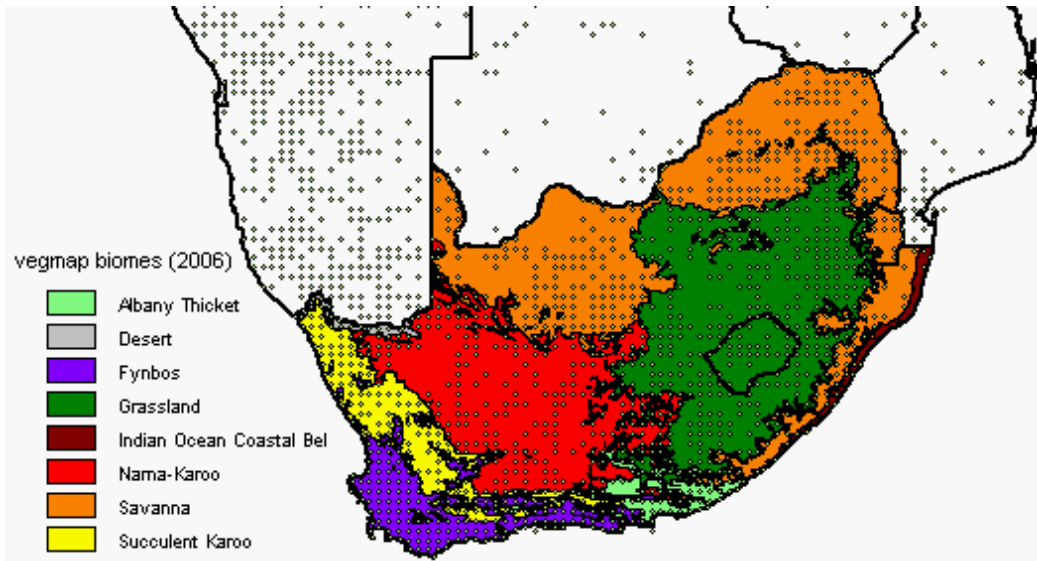 vegmap biomes (2006)
Albany Thicket
Desert
Fynbos
Grassland
Indian Ocean Coastal Bel
Nama-Karoo
Savanna
Succulent Karoo